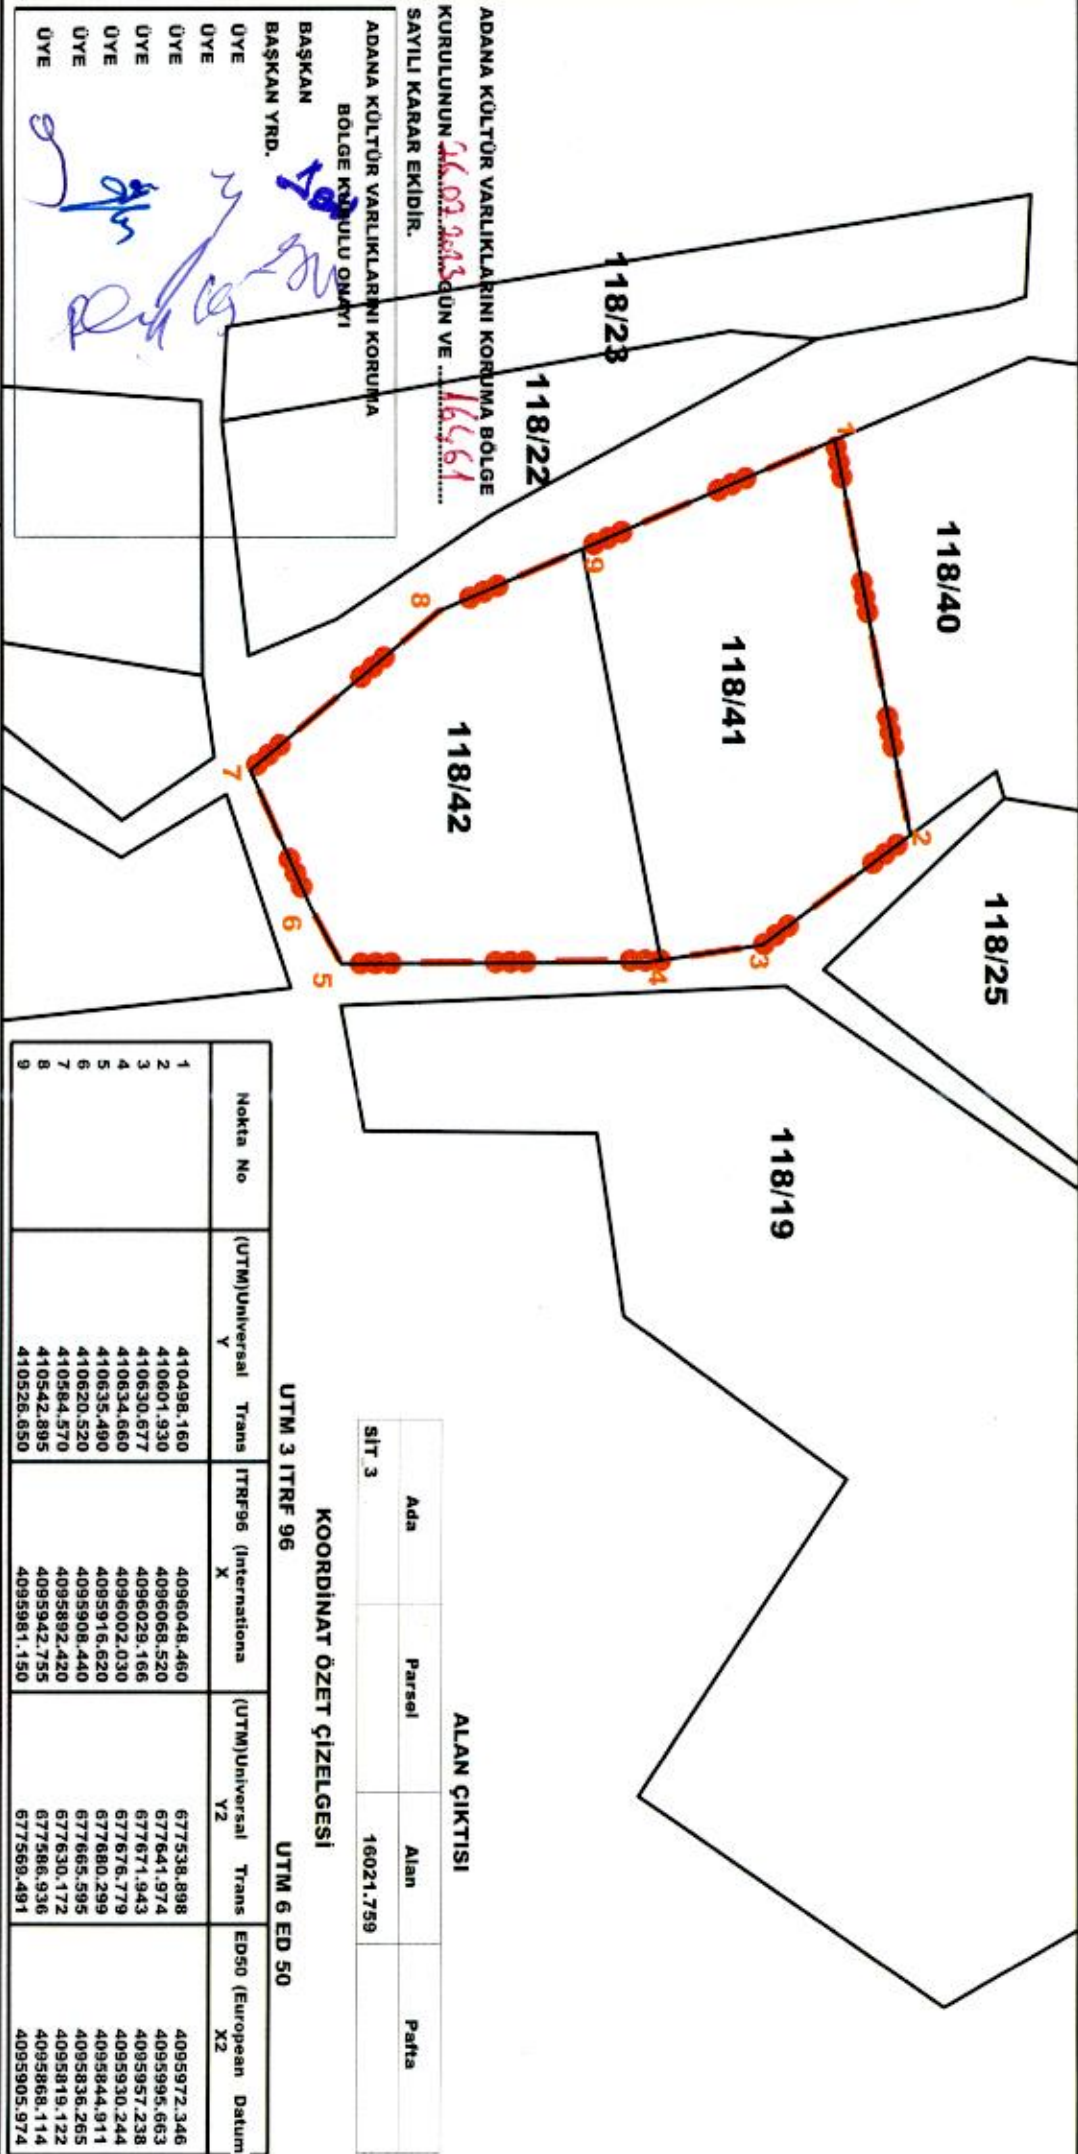 118/40
118/25
118/41
118/19
118/23
118/22
118/42
1
2
3
4
5
6
7
8
9
ADANA KÜLTÜR VARLIKLARINI KORUMA BÖLGE
KURULUNUN GÜN VE
SAYILI KARAR EKİDİR.
ADANA KÜLTÜR VARLIKLARINI KORUMA
BÖLGE KURULU ONAYI
BAŞKAN
BAŞKAN YRD.
ÜYE
ÜYE
ÜYE
ÜYE
ÜYE
ÜYE
ÜYE
ALAN ÇIKTISI
Ada Parsel Alan Pafta
SİT_3 16021.759
KOORDİNAT ÖZET ÇİZELGESİ
UTM 3 ITRF 96 UTM 6 ED 50
Nokta No (UTM)Universal Trans ITRF96 (Internationa (UTM)Universal Trans ED50 (European Datum
Y X Y2 X2
1 410498.160 4096048.460 677538.898 4095972.346
2 410601.930 4096068.520 677641.974 4095995.663
3 410630.677 4096029.166 677671.943 4095957.238
4 410634.660 4096002.030 677676.779 4095930.244
5 410635.490 4095916.620 677680.299 4095844.911
6 410620.520 4095908.440 677665.595 4095836.265
7 410584.570 4095892.420 677630.172 4095819.122
8 410542.895 4095942.755 677586.936 4095868.114
9 410526.650 4095981.150 677569.491 4095905.974